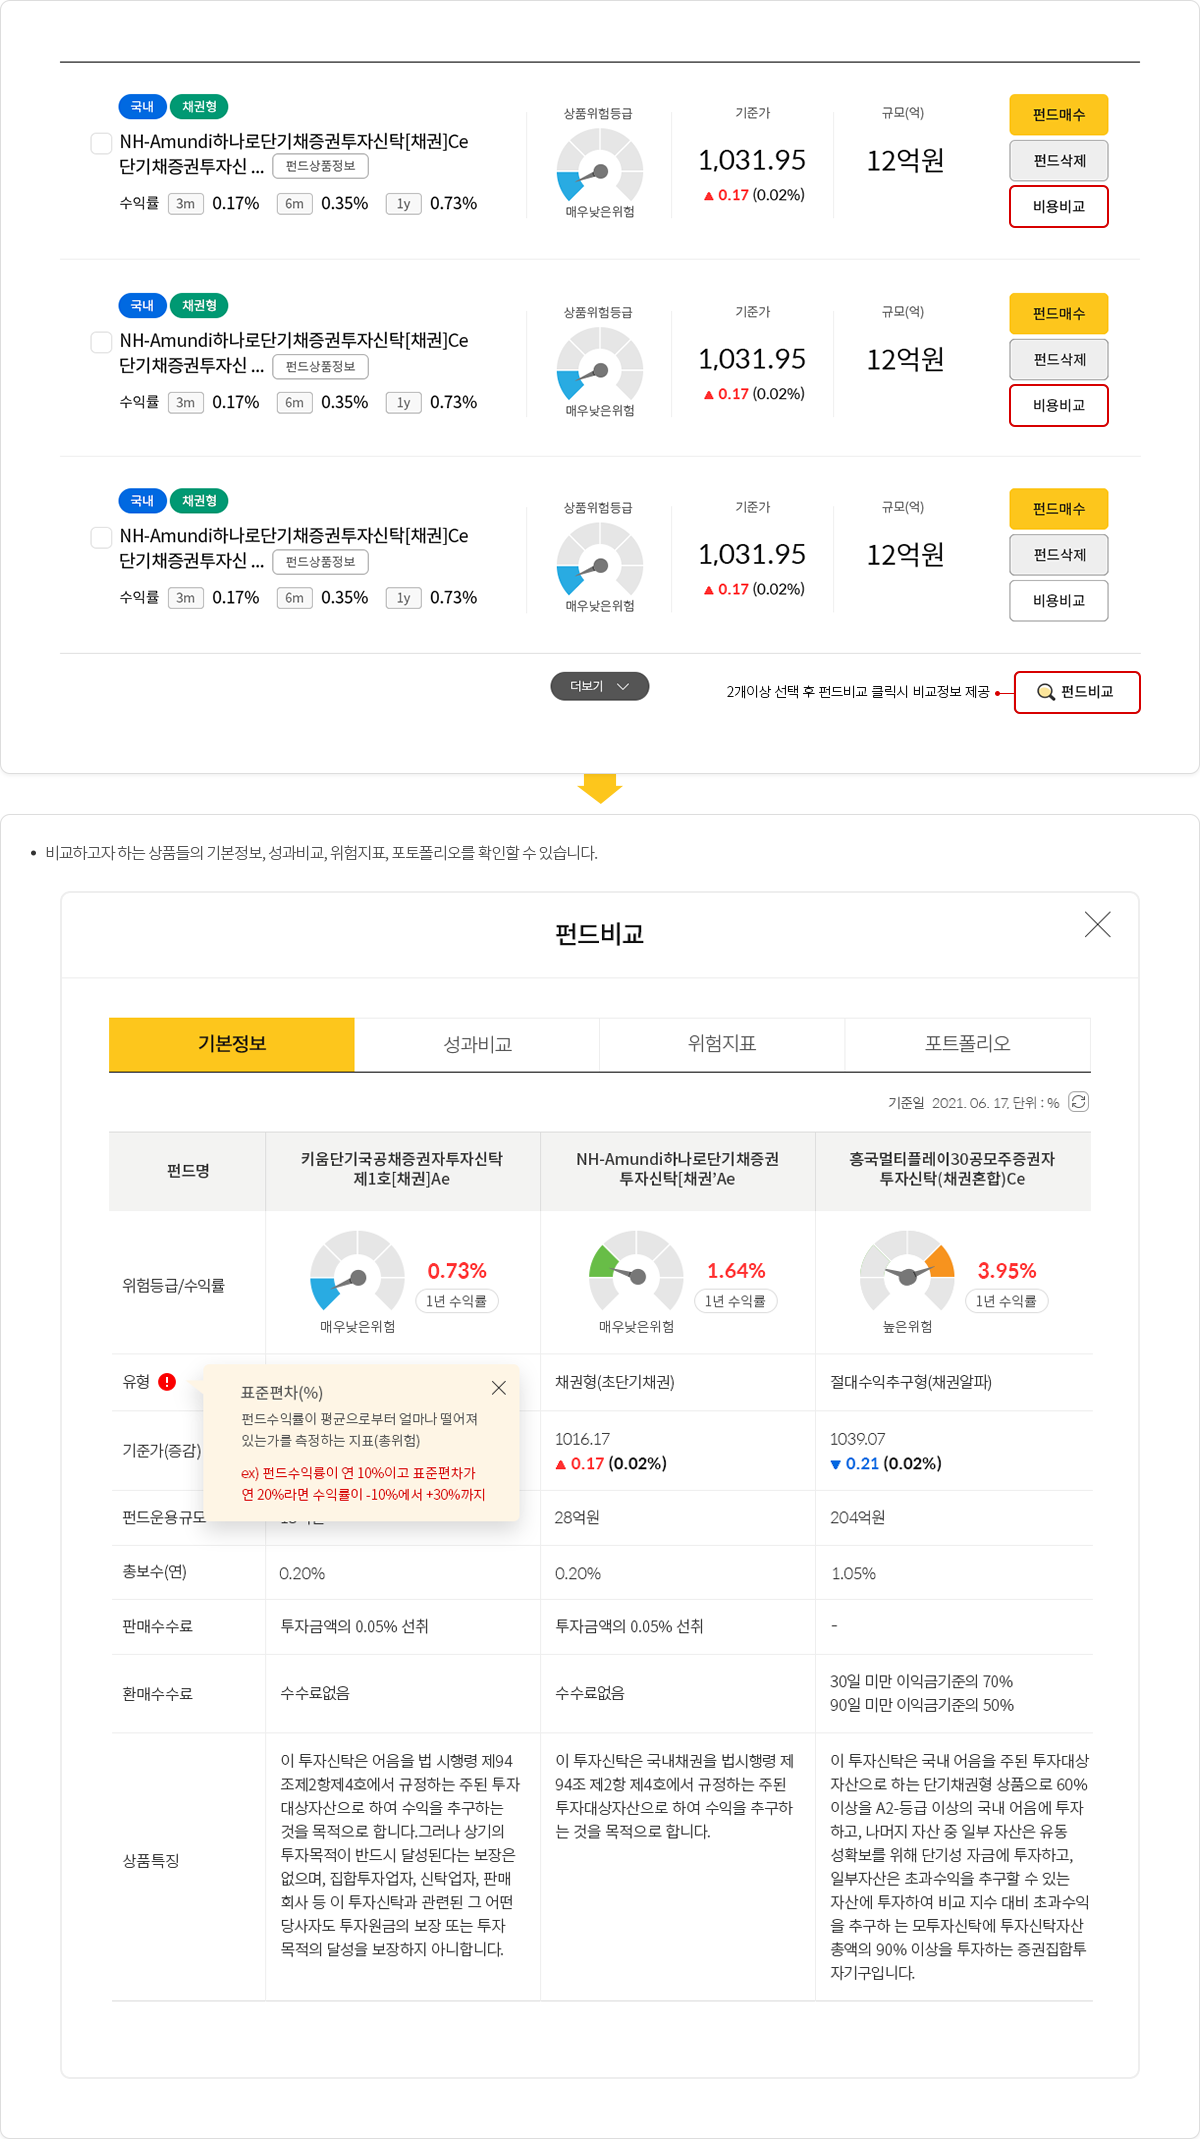 국내 채권형
NH-Amundi하나로단기채증권투자신탁[채권]Ce
단기채증권투자신 ... 펀드상품정보
수익률 3m 0.17% 6m 0.35% 1y 0.73%
상품위험등급
매우낮은위험
기준가
1,031.95
▲ 0.17 (0.02%)
규모(억)
12억원
펀드매수
펀드삭제
비용비교
국내 채권형
NH-Amundi하나로단기채증권투자신탁[채권]Ce
단기채증권투자신 ... 펀드상품정보
수익률 3m 0.17% 6m 0.35% 1y 0.73%
상품위험등급
매우낮은위험
기준가
1,031.95
▲ 0.17 (0.02%)
규모(억)
12억원
펀드매수
펀드삭제
비용비교
국내 채권형
NH-Amundi하나로단기채증권투자신탁[채권]Ce
단기채증권투자신 ... 펀드상품정보
수익률 3m 0.17% 6m 0.35% 1y 0.73%
상품위험등급
매우낮은위험
기준가
1,031.95
▲ 0.17 (0.02%)
규모(억)
12억원
펀드매수
펀드삭제
비용비교
더보기
2개이상 선택 후 펀드비교 클릭시 비교정보 제공
펀드비교
• 비교하고자 하는 상품들의 기본정보, 성과비교, 위험지표, 포토폴리오를 확인할 수 있습니다.
펀드비교
기본정보 성과비교 위험지표 포트폴리오
기준일 2021. 06. 17, 단위 : %
펀드명
키움단기국공채증권자투자신탁
제1호[채권]Ae
NH-Amundi하나로단기채증권
투자신탁[채권’Ae
흥국멀티플레이30공모주증권자
투자신탁(채권혼합)Ce
위험등급/수익률
매우낮은위험
0.73%
1년 수익률
매우낮은위험
1.64%
1년 수익률
높은위험
3.95%
1년 수익률
유형
채권형(초단기채권)
절대수익추구형(채권알파)
표준편차(%)
펀드수익률이 평균으로부터 얼마나 떨어져
있는가를 측정하는 지표(총위험)
ex) 펀드수익률이 연 10%이고 표준편차가
연 20%라면 수익률이 -10%에서 +30%까지
기준가(증감)
1016.17
▲ 0.17 (0.02%)
1039.07
▼ 0.21 (0.02%)
펀드운용규모
28억원
204억원
총보수(연)
0.20%
0.20%
1.05%
판매수수료
투자금액의 0.05% 선취
투자금액의 0.05% 선취
-
환매수수료
수수료없음
수수료없음
30일 미만 이익금기준의 70%
90일 미만 이익금기준의 50%
상품특징
이 투자신탁은 어음을 법 시행령 제94
조제2항제4호에서 규정하는 주된 투자
대상자산으로 하여 수익을 추구하는
것을 목적으로 합니다.그러나 상기의
투자목적이 반드시 달성된다는 보장은
없으며, 집합투자업자, 신탁업자, 판매
회사 등 이 투자신탁과 관련된 그 어떤
당사자도 투자원금의 보장 또는 투자
목적의 달성을 보장하지 아니합니다.
이 투자신탁은 국내채권을 법시행령 제
94조 제2항 제4호에서 규정하는 주된
투자대상자산으로 하여 수익을 추구하
는 것을 목적으로 합니다.
이 투자신탁은 국내 어음을 주된 투자대상
자산으로 하는 단기채권형 상품으로 60%
이상을 A2-등급 이상의 국내 어음에 투자
하고, 나머지 자산 중 일부 자산은 유동
성확보를 위해 단기성 자금에 투자하고,
일부자산은 초과수익을 추구할 수 있는
자산에 투자하여 비교 지수 대비 초과수익
을 추구하 는 모투자신탁에 투자신탁자산
총액의 90% 이상을 투자하는 증권집합투
자기구입니다.